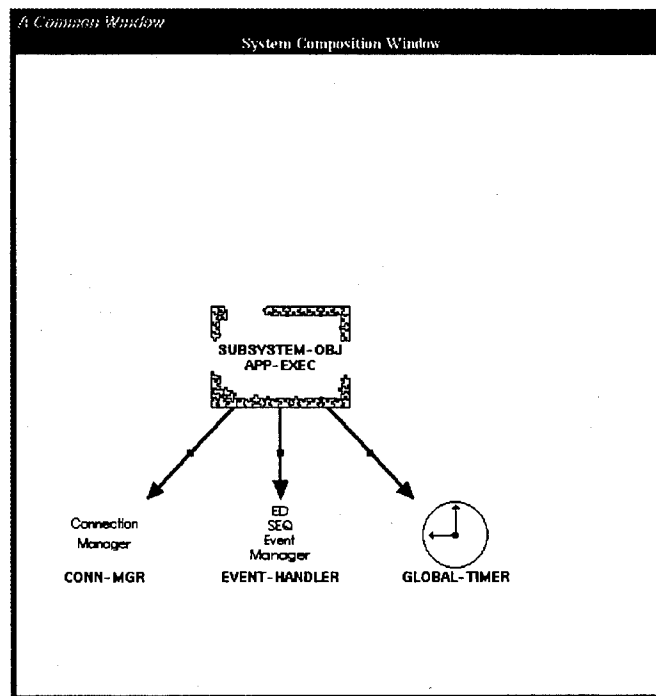 A Common Window
System Composition Window
SUBSYSTEM-OBJ
APP-EXEC
Connection
Manager
CONN-MGR
ED
SEQ
Event
Manager
EVENT-HANDLER
GLOBAL-TIMER